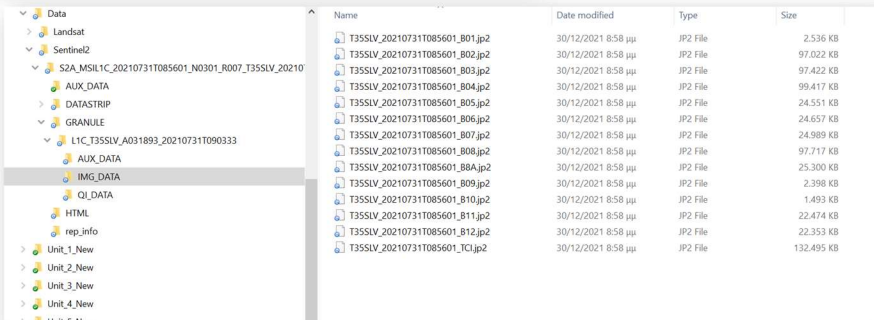 Data
Landsat
Sentinel2
S2A_MSIL1C_20210731T085601_N0301_R007_T35SLV_20210
AUX_DATA
DATASTRIP
GRANULE
L1C_T35SLV_A031893_20210731T090333
AUX_DATA
IMG_DATA
QI_DATA
HTML
rep_info
Unit_1_New
Unit_2_New
Unit_3_New
Unit_4_New
Name Date modified Type Size
T35SLV_20210731T085601_B01.jp2 30/12/2021 8:58 μμ JP2 File 2.536 KB
T35SLV_20210731T085601_B02.jp2 30/12/2021 8:58 μμ JP2 File 97.022 KB
T35SLV_20210731T085601_B03.jp2 30/12/2021 8:58 μμ JP2 File 97.422 KB
T35SLV_20210731T085601_B04.jp2 30/12/2021 8:58 μμ JP2 File 99.417 KB
T35SLV_20210731T085601_B05.jp2 30/12/2021 8:58 μμ JP2 File 24.551 KB
T35SLV_20210731T085601_B06.jp2 30/12/2021 8:58 μμ JP2 File 24.657 KB
T35SLV_20210731T085601_B07.jp2 30/12/2021 8:58 μμ JP2 File 24.989 KB
T35SLV_20210731T085601_B08.jp2 30/12/2021 8:58 μμ JP2 File 97.717 KB
T35SLV_20210731T085601_B8A.jp2 30/12/2021 8:58 μμ JP2 File 25.300 KB
T35SLV_20210731T085601_B09.jp2 30/12/2021 8:58 μμ JP2 File 2.398 KB
T35SLV_20210731T085601_B10.jp2 30/12/2021 8:58 μμ JP2 File 1.493 KB
T35SLV_20210731T085601_B11.jp2 30/12/2021 8:58 μμ JP2 File 22.474 KB
T35SLV_20210731T085601_B12.jp2 30/12/2021 8:58 μμ JP2 File 22.353 KB
T35SLV_20210731T085601_TCI.jp2 30/12/2021 8:58 μμ JP2 File 132.495 KB